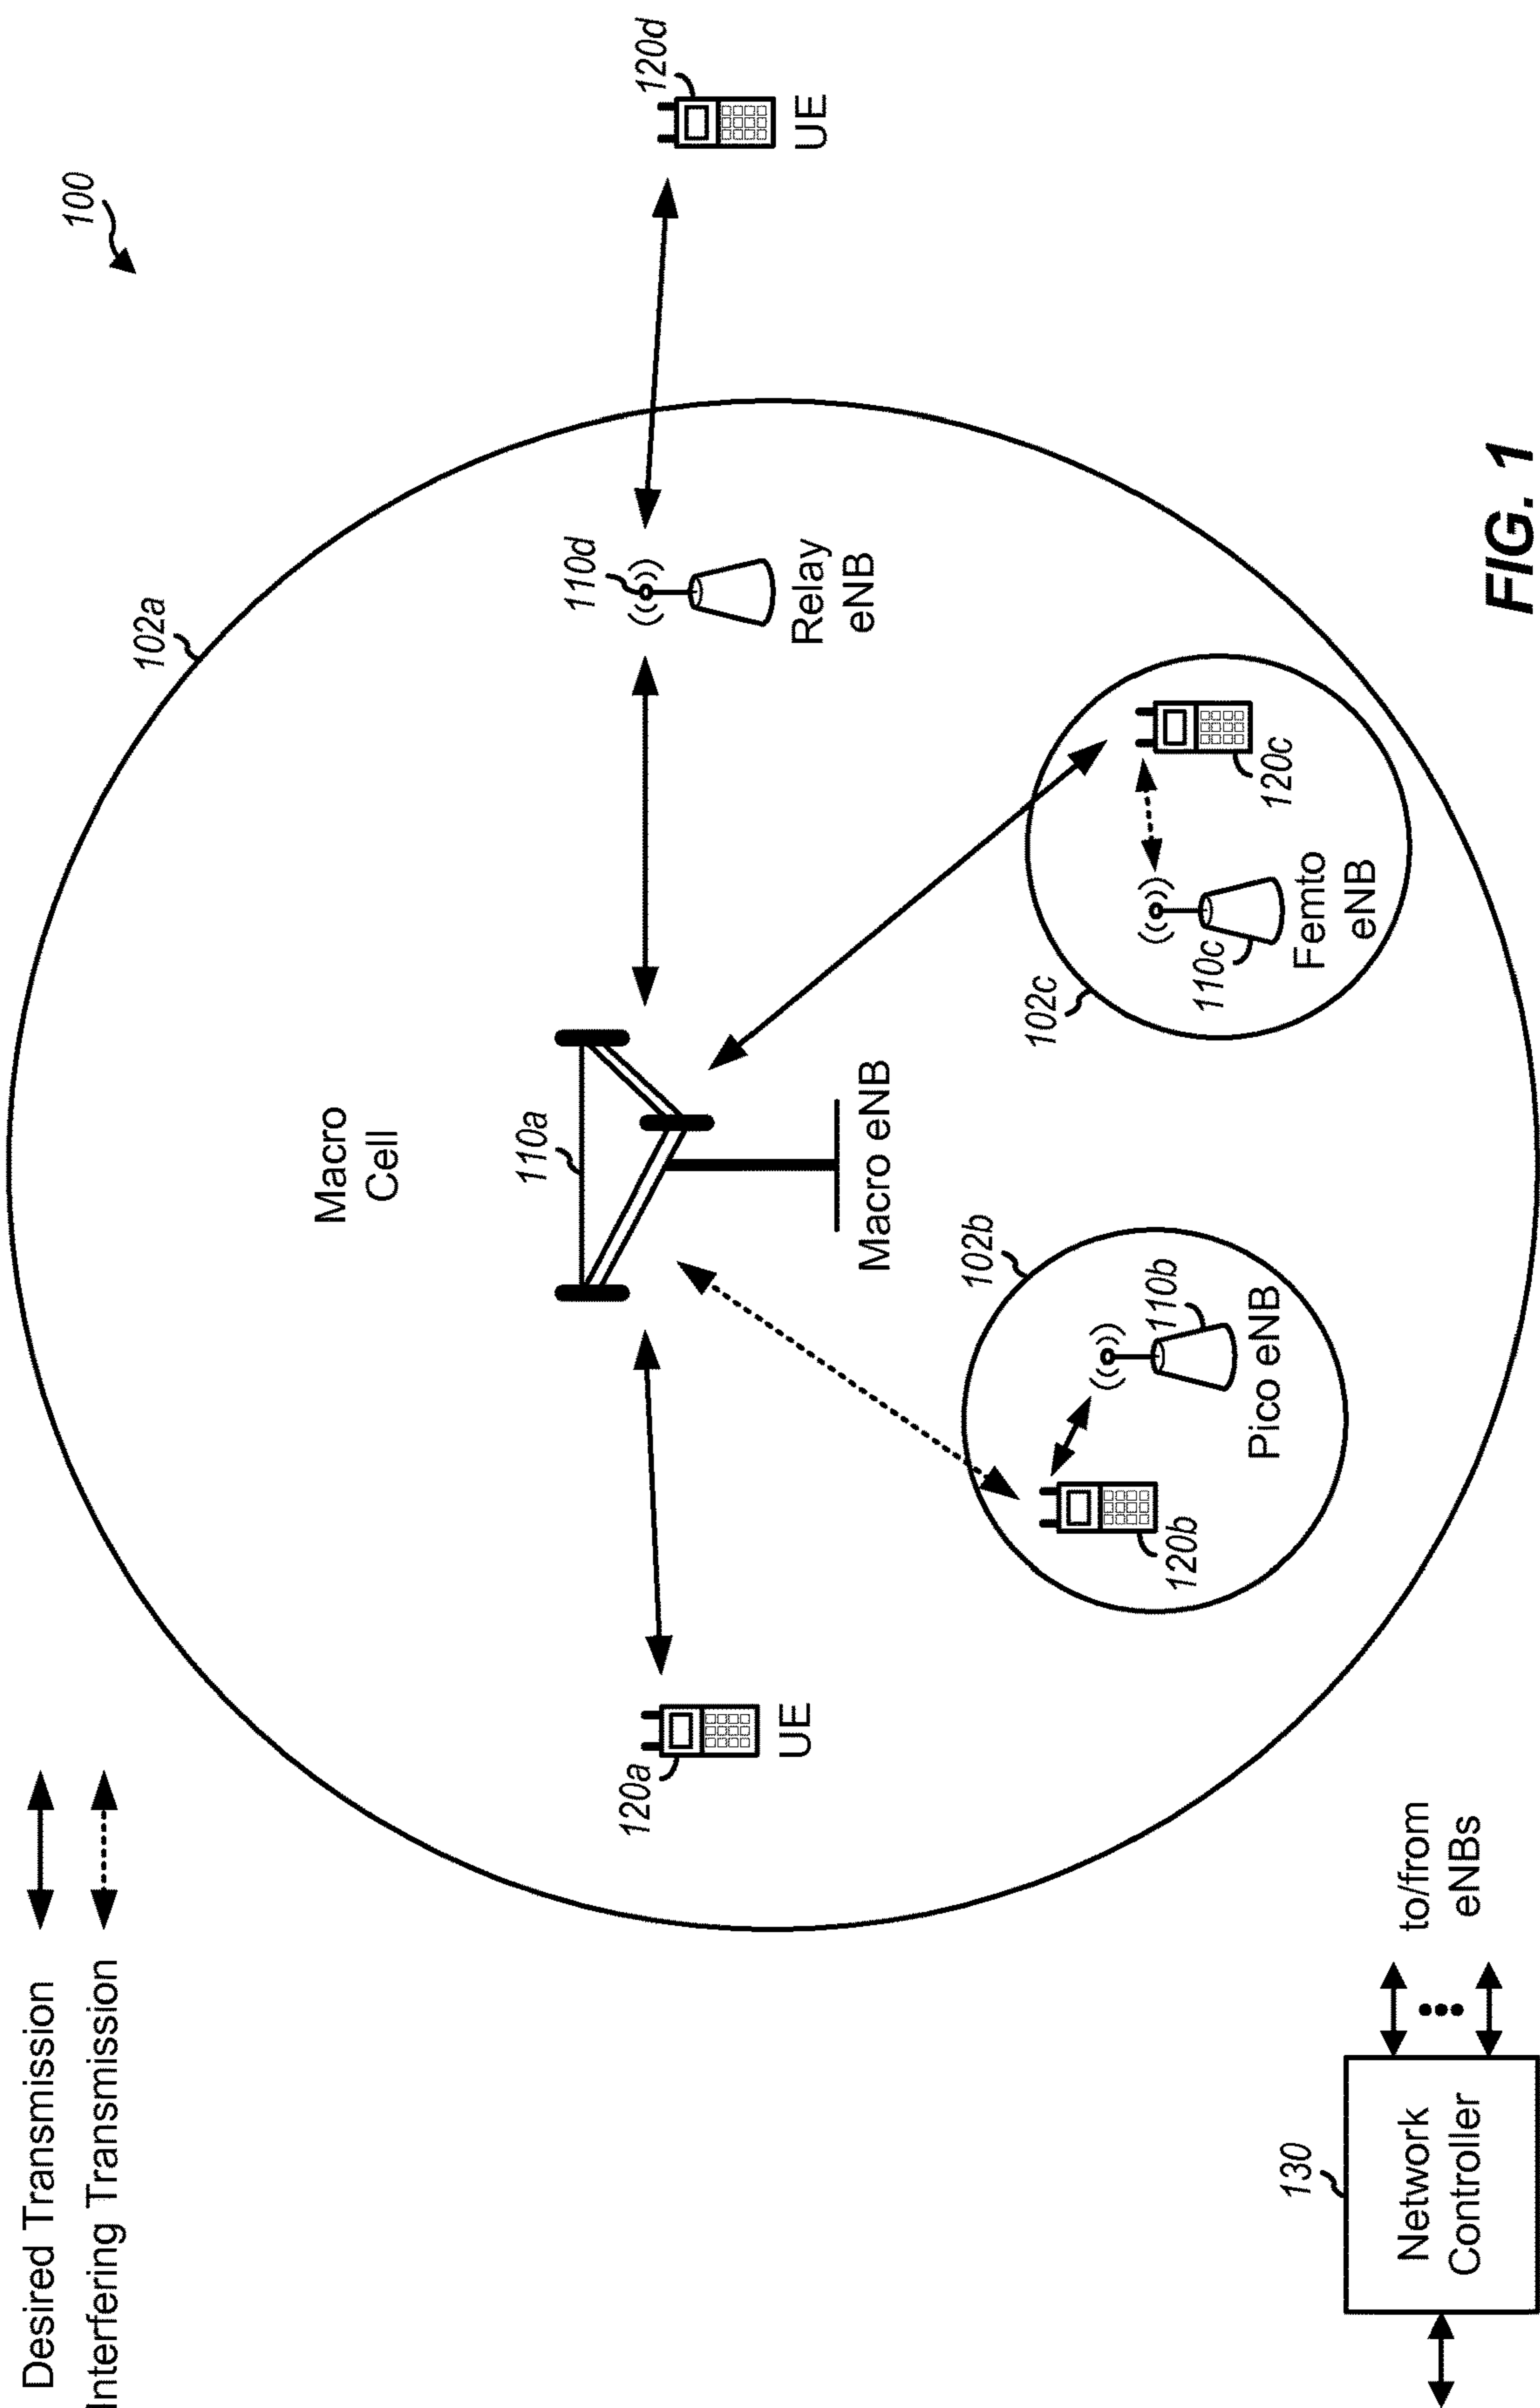 Desired Transmission
Interfering Transmission
100
102a
Macro
Cell
110a
Macro eNB
120a
UE
110d
Relay
eNB
120d
UE
102b
110b
Pico eNB
120b
102c
110c
Femto
eNB
120c
130
Network
Controller
to/from
eNBs
FIG. 1